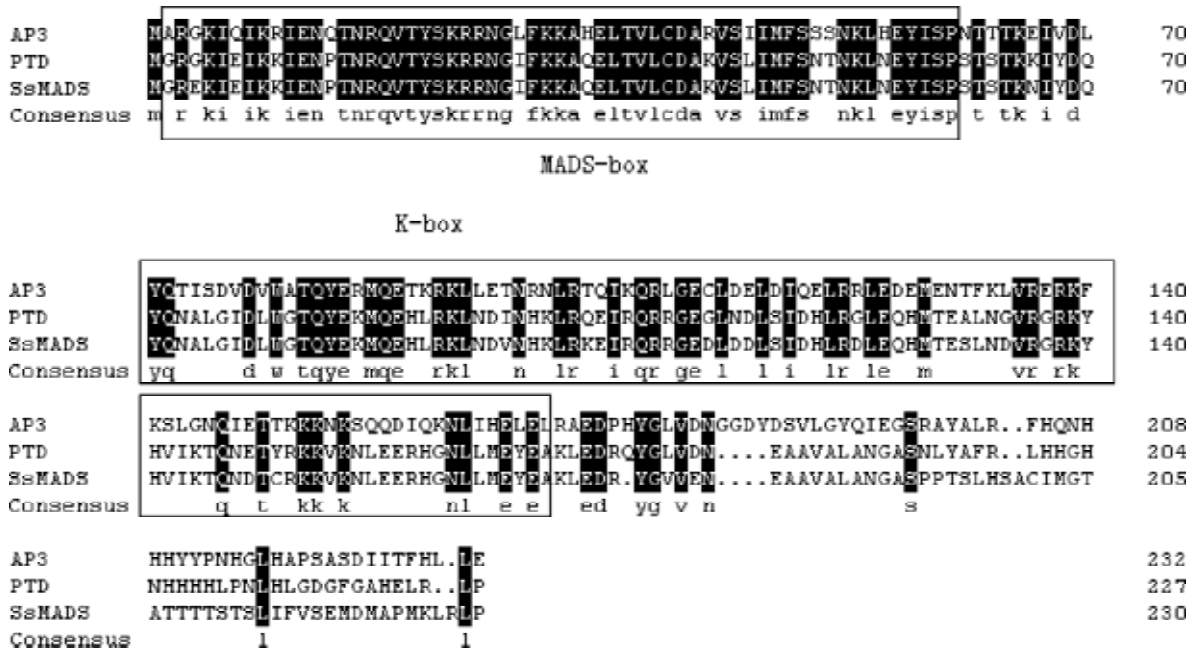 AP3 MARGKIQIKRIENQTNRQVTYSKRRNGLFKKAHELTVLCDARVSIIMFSSSNKLHEYISPNTTTKEIVDL 70
PTD MGRGKIEIKKIENPTNRQVTYSKRRNGIFKKAQELTVLCDAKVSLIMFSNTNKLNEYISPSTSTKKIYDQ 70
SsMADS MGREKIEIKKIENPTNRQVTYSKRRNGIFKKAQELTVLCDAKVSLIMFSNTNKLNEYISPSTSTKNIYDQ 70
Consensus m r ki ik ien tnrqvtyskrrng fkka eltvlcda vs imfs nkl eyisp t tk i d
MADS-box
K-box
AP3 YQTISDVDVWATQYERMQETKRKLLETNRNLRTQIKQRLGECLDELDIQELRRLEDEMENTFKLVRERKF 140
PTD YQNALGIDLWGTQYEKMQEHLRKLNDINHKLRQEIRQRRGEGLNDLSIDHLRGLEQHMTEALNGVRGRKY 140
SsMADS YQNALGIDLWGTQYEKMQEHLRKLNDVNHKLRKEIRQRRGEDLDDLSIDHLRDLEQHMTESLNDVRGRKY 140
Consensus yq d w tqye mqe rkl n lr i qr ge l l i lr le m vr rk
AP3 KSLGNQIETTKKKNKSQQDIQKNLIHELELRAEDPHYGLVDNGGDYDSVLGYQIEGSRAYALR..FHQNH 208
PTD HVIKTQNETYRKKVKNLEERHGNLLMEYEAKLEDRQYGLVDN....EAAVALANGASNLYAFR..LHHGH 204
SsMADS HVIKTQNDTCRKKVKNLEERHGNLLMEYEAKLEDR.YGVVEN....EAAVALANGASPPTSLHSACIMGT 205
Consensus q t kk k nl e e ed yg v n s
AP3 HHYYPNHGLHAPSASDIITFHL.LE 232
PTD NHHHHLPNLHLGDGFGAHELR..LP 227
SsMADS ATTTTSTSLIFVSEMDMAPMKLRLP 230
Consensus l l